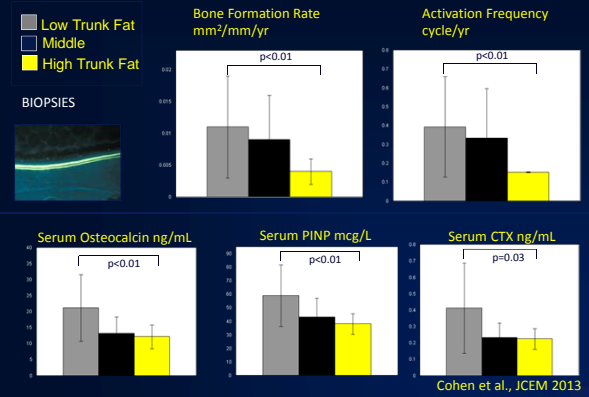 Low Trunk Fat
Middle
High Trunk Fat
BIOPSIES
Bone Formation Rate
mm²/mm/yr
p<0.01
0.02
0.015
0.01
0.005
0
Activation Frequency
cycle/yr
p<0.01
0.8
0.7
0.6
0.5
0.4
0.3
0.2
0.1
0
Serum Osteocalcin ng/mL
p<0.01
40
35
30
25
20
15
10
5
0
Serum PINP mcg/L
p<0.01
90
80
70
60
50
40
30
20
10
0
Serum CTX ng/mL
p=0.03
0.8
0.7
0.6
0.5
0.4
0.3
0.2
0.1
0
Cohen et al., JCEM 2013